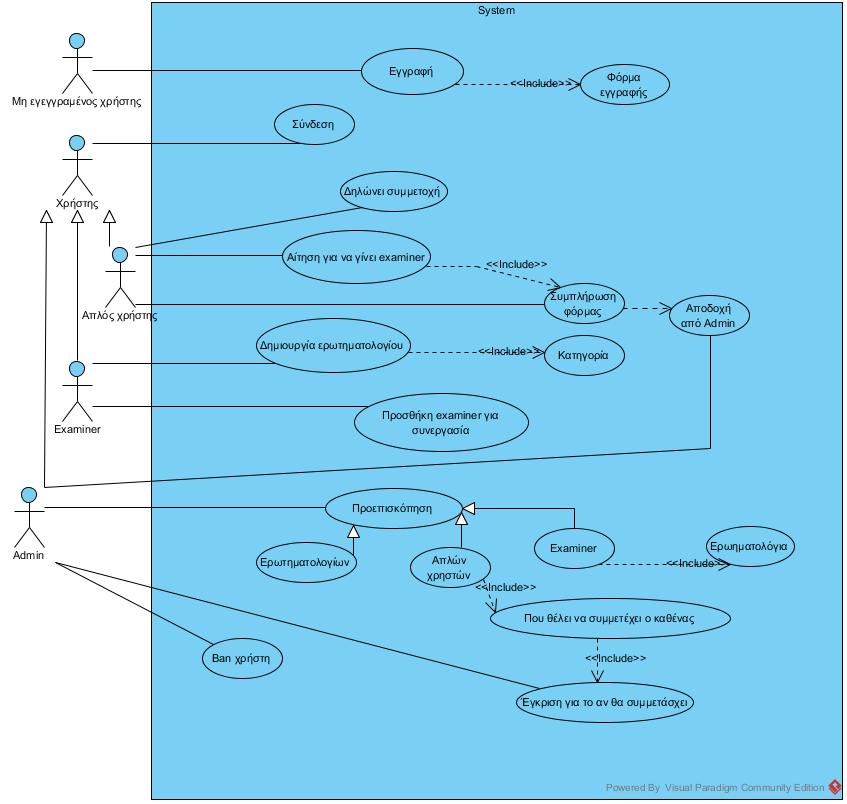 System
Μη εγεγγραμένος χρήστης
Εγγραφή
<<Include>>
Φόρμα
εγγραφής
Σύνδεση
Χρήστης
Δηλώνει συμμετοχή
Αίτηση για να γίνει examiner
<<Include>>
Απλός χρήστης
Συμπλήρωση
φόρμας
Αποδοχή
από Admin
Δημιουργία ερωτηματολογίου
<<Include>>
Κατηγορία
Examiner
Προσθήκη examiner για
συνεργασία
Admin
Προεπισκόπηση
Ερωτηματολογίων
Απλών
χρηστών
Examiner
<<Include>>
Ερωηματολόγια
<<Include>>
Που θέλει να συμμετέχει ο καθένας
<<Include>>
Ban χρήστη
Έγκριση για το αν θα συμμετάσχει
Powered By Visual Paradigm Community Edition